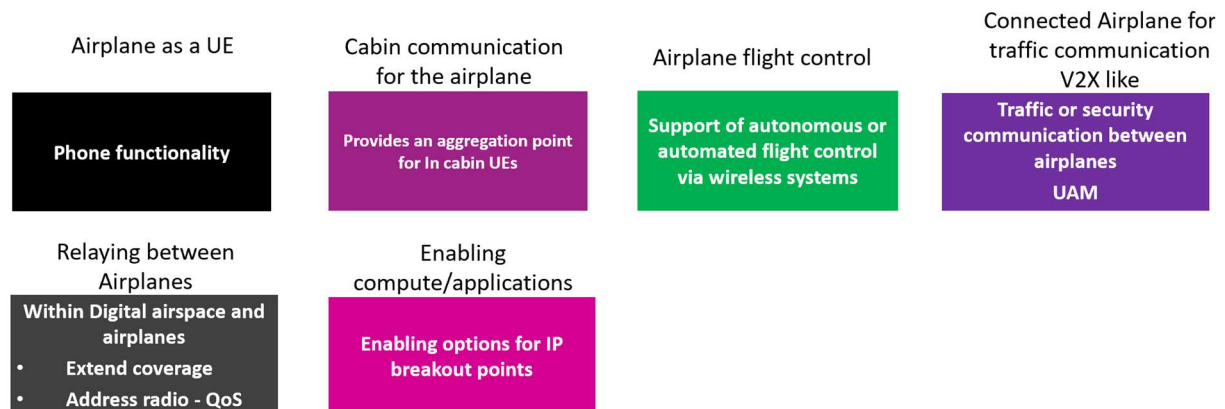 Airplane as a UE
Phone functionality
Cabin communication
for the airplane
Provides an aggregation point
for In cabin UEs
Airplane flight control
Support of autonomous or
automated flight control
via wireless systems
Connected Airplane for
traffic communication
V2X like
Traffic or security
communication between
airplanes
UAM
Relaying between
Airplanes
Within Digital airspace and
airplanes
• Extend coverage
• Address radio - QoS
Enabling
compute/applications
Enabling options for IP
breakout points